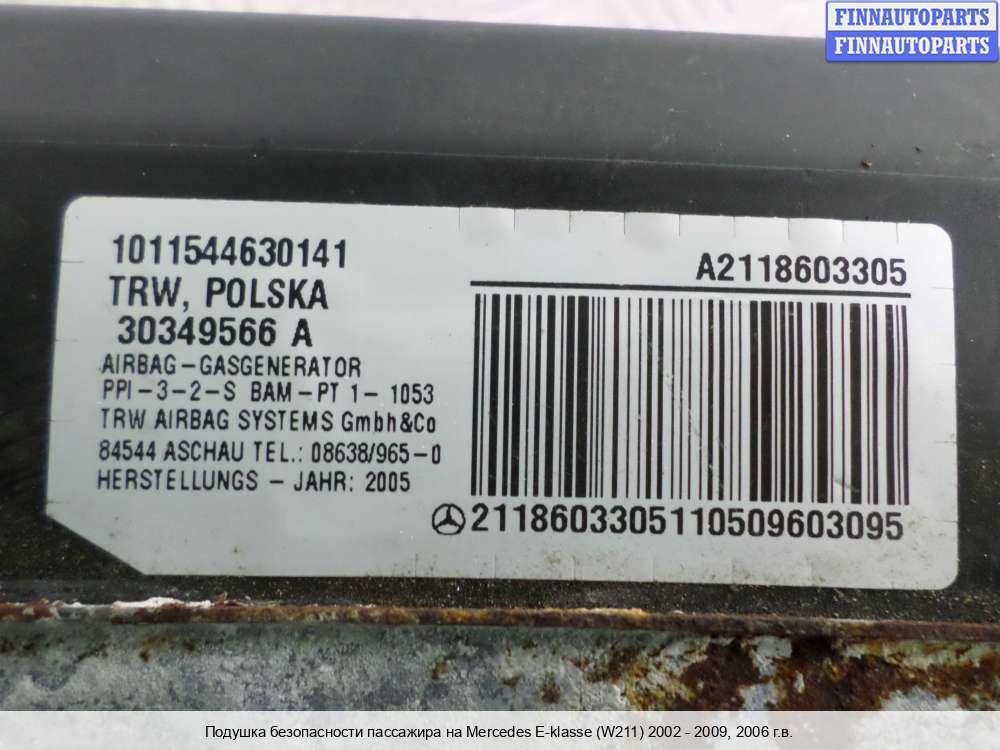 FINNAUTOPARTS
FINNAUTOPARTS
1011544630141
TRW, POLSKA
30349566 A
AIRBAG-GASGENERATOR
PPI-3-2-S BAM-PT 1- 1053
TRW AIRBAG SYSTEMS Gmbh&Co
84544 ASCHAU TEL.: 08638/965-0
HERSTELLUNGS - JAHR: 2005
A2118603305
2118603305110509603095
Подушка безопасности пассажира на Mercedes E-klasse (W211) 2002 - 2009, 2006 г.в.